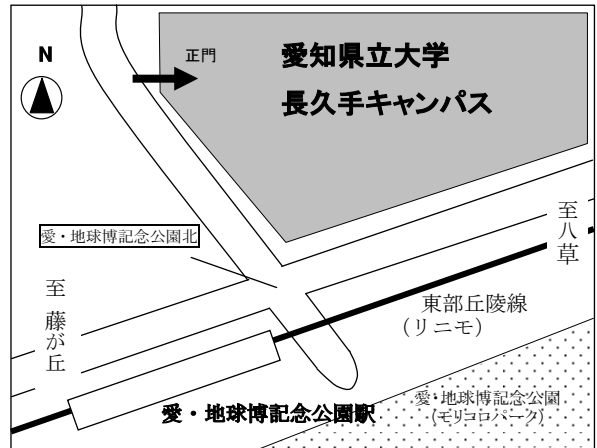 N
正門
愛知県立大学
長久手キャンパス
愛・地球博記念公園北
至八草
至 藤が丘
東部丘陵線
（リニモ）
愛・地球博記念公園駅
愛・地球博記念公園
（モリコロパーク）